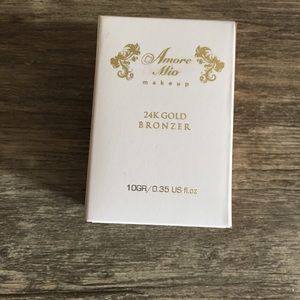 Amore
Mio
makeup
24K GOLD
BRONZER
10GR/0.35 US fl.oz